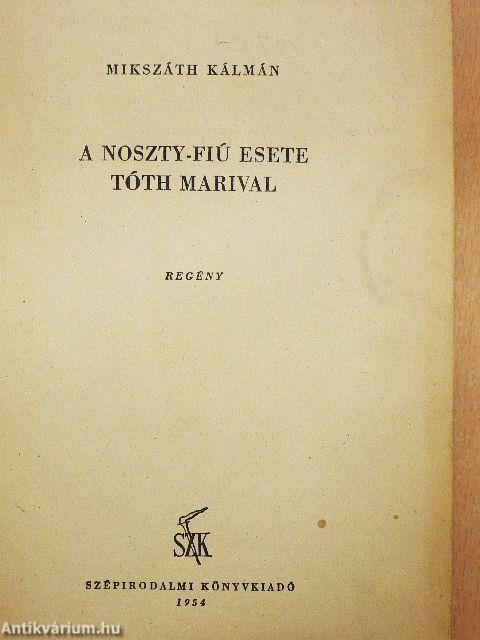 MIKSZÁTH KÁLMÁN
A NOSZTY-FIÚ ESETE
TÓTH MARIVAL
REGÉNY
SZK
SZÉPIRODALMI KÖNYVKIADÓ
1954
Antikvárium.hu